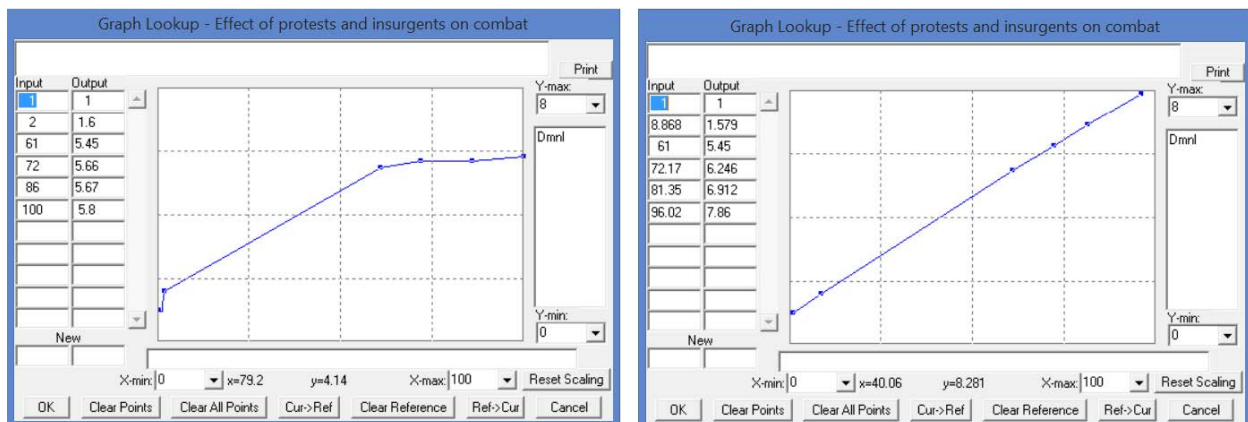 Graph Lookup - Effect of protests and insurgents on combat
Print
Input Output
1 1
2 1.6
61 5.45
72 5.66
86 5.67
100 5.8
New
Y-max:
8
Dmnl
Y-min:
0
X-min: 0 x=79.2 y=4.14 X-max: 100 Reset Scaling
OK Clear Points Clear All Points Cur->Ref Clear Reference Ref->Cur Cancel
Graph Lookup - Effect of protests and insurgents on combat
Print
Input Output
1 1
8.868 1.579
61 5.45
72.17 6.246
81.35 6.912
96.02 7.86
New
Y-max:
8
Dmnl
Y-min:
0
X-min: 0 x=40.06 y=8.281 X-max: 100 Reset Scaling
OK Clear Points Clear All Points Cur->Ref Clear Reference Ref->Cur Cancel